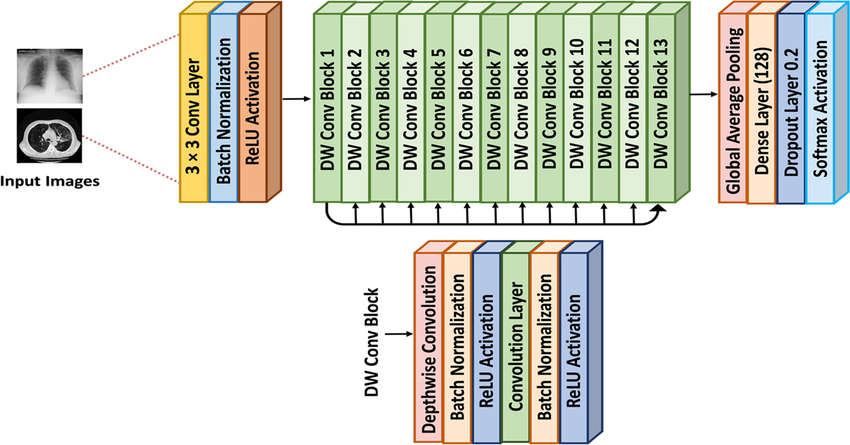 Input Images
3 × 3 Conv Layer
Batch Normalization
ReLU Activation
DW Conv Block 1
DW Conv Block 2
DW Conv Block 3
DW Conv Block 4
DW Conv Block 5
DW Conv Block 6
DW Conv Block 7
DW Conv Block 8
DW Conv Block 9
DW Conv Block 10
DW Conv Block 11
DW Conv Block 12
DW Conv Block 13
Global Average Pooling
Dense Layer (128)
Dropout Layer 0.2
Softmax Activation
DW Conv Block
Depthwise Convolution
Batch Normalization
ReLU Activation
Convolution Layer
Batch Normalization
ReLU Activation